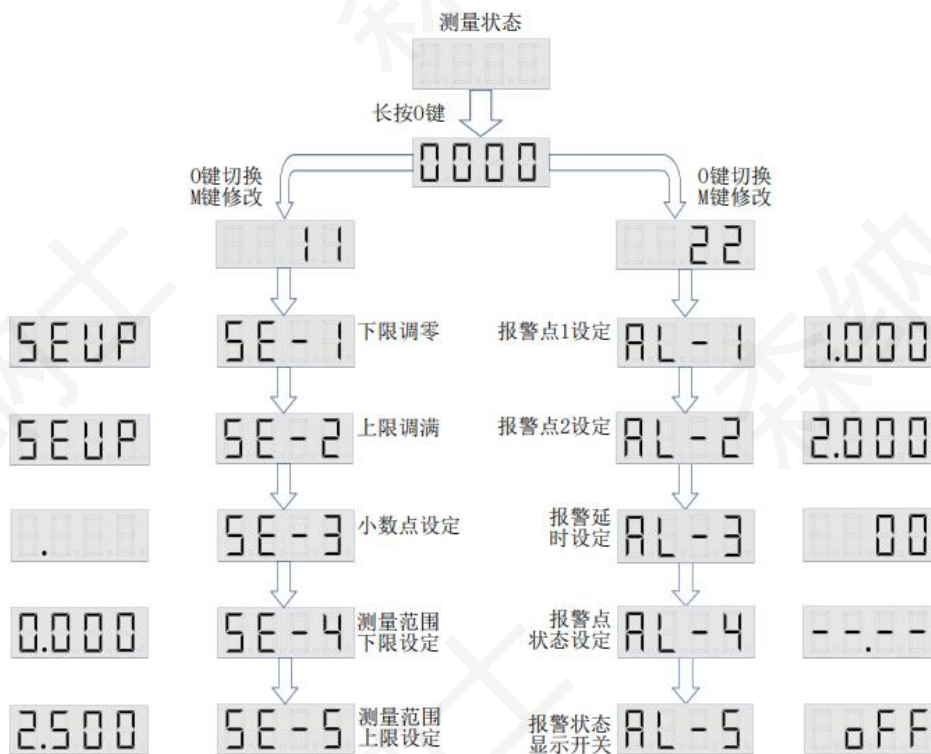 测量状态
长按O键
0000
O键切换
M键修改
O键切换
M键修改
11
22
SEUP
SE-1
下限调零
报警点1设定
AL-1
1.000
SEUP
SE-2
上限调满
报警点2设定
AL-2
2.000
.
SE-3
小数点设定
报警延
时设定
AL-3
00
0.000
SE-4
测量范围
下限设定
报警点
状态设定
AL-4
--.--
2.500
SE-5
测量范围
上限设定
报警状态
显示开关
AL-5
oFF